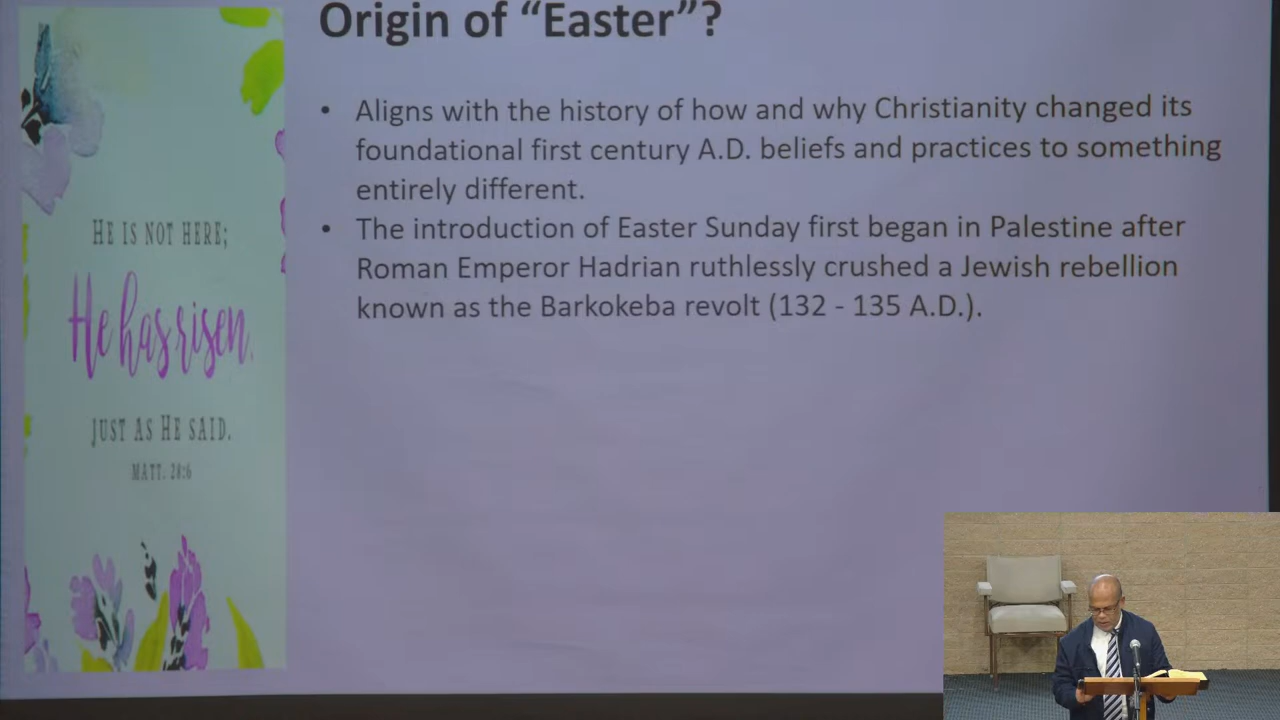 Origin of “Easter”?
• Aligns with the history of how and why Christianity changed its
foundational first century A.D. beliefs and practices to something
entirely different.
• The introduction of Easter Sunday first began in Palestine after
Roman Emperor Hadrian ruthlessly crushed a Jewish rebellion
known as the Barkokeba revolt (132 - 135 A.D.).
HE IS NOT HERE;
He has risen,
JUST AS HE SAID.
MATT. 28:6